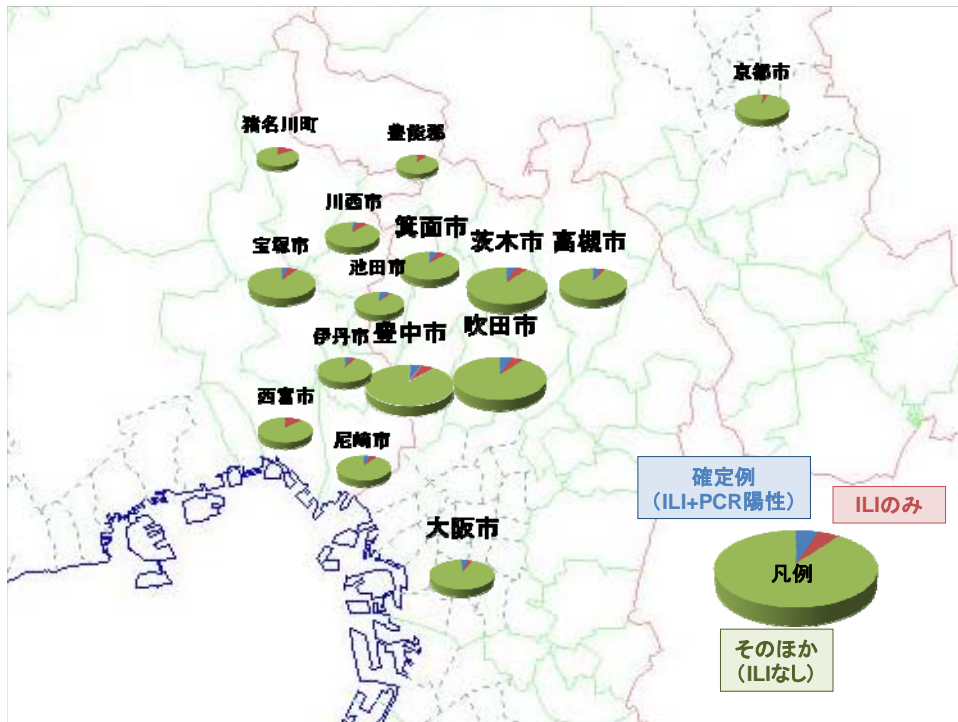 京都市
猪名川町
豊能郡
川西市
箕面市
茨木市
高槻市
宝塚市
池田市
伊丹市
豊中市
吹田市
西宮市
尼崎市
大阪市
確定例
（ILI+PCR陽性）
ILIのみ
凡例
そのほか
（ILIなし）